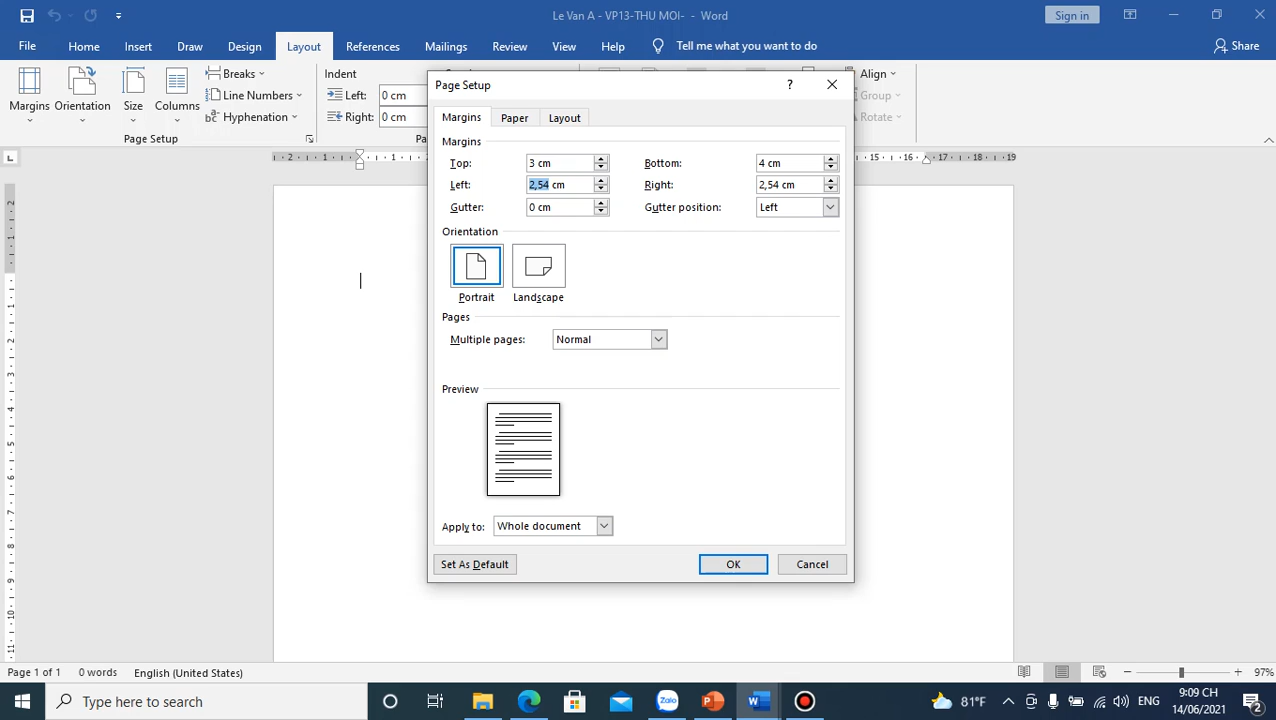 Le Van A - VP13-THU MOI- - Word
Sign in
File Home Insert Draw Design Layout References Mailings Review View Help Tell me what you want to do Share
Margins Orientation Size Columns
Breaks
Line Numbers
Hyphenation
Page Setup
Indent
Left: 0 cm
Right: 0 cm
Align
Group
Rotate
Page Setup
Margins Paper Layout
Margins
Top: 3 cm Bottom: 4 cm
Left: 2,54 cm Right: 2,54 cm
Gutter: 0 cm Gutter position: Left
Orientation
Portrait Landscape
Pages
Multiple pages: Normal
Preview
Apply to: Whole document
Set As Default OK Cancel
Page 1 of 1 0 words English (United States) 97%
Type here to search
81°F ENG 9:09 CH
14/06/2021 2